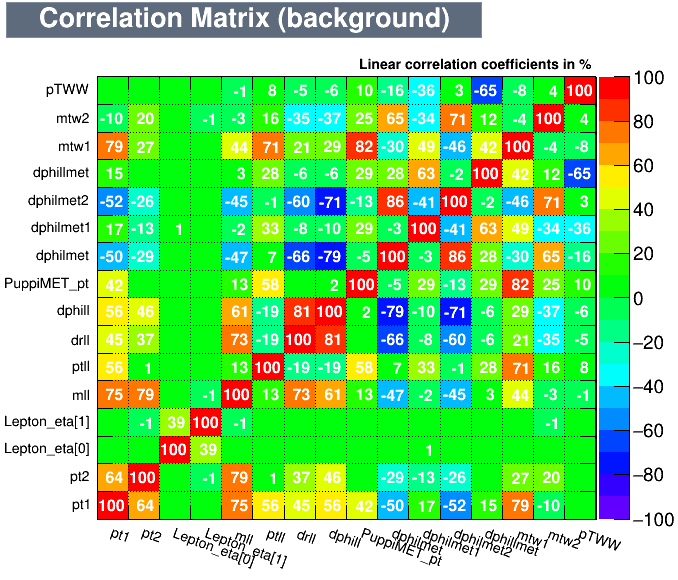 Correlation Matrix (background)
Linear correlation coefficients in %
pTWW -1 8 -5 -6 10 -16 -36 3 -65 -8 4 100
mtw2 -10 20 -1 -3 16 -35 -37 25 65 -34 71 12 -4 100 4
mtw1 79 27 44 71 21 29 82 -30 49 -46 42 100 -4 -8
dphillmet 15 3 28 -6 -6 29 28 63 -2 100 42 12 -65
dphilmet2 -52 -26 -45 -1 -60 -71 -13 86 -41 100 -2 -46 71 3
dphilmet1 17 -13 1 -2 33 -8 -10 29 -3 100 -41 63 49 -34 -36
dphilmet -50 -29 -47 7 -66 -79 -5 100 -3 86 28 -30 65 -16
PuppiMET_pt 42 13 58 2 100 -5 29 -13 29 82 25 10
dphill 56 46 61 -19 81 100 2 -79 -10 -71 -6 29 -37 -6
drll 45 37 73 -19 100 81 -66 -8 -60 -6 21 -35 -5
ptll 56 1 13 100 -19 -19 58 7 33 -1 28 71 16 8
mll 75 79 -1 100 13 73 61 13 -47 -2 -45 3 44 -3 -1
Lepton_eta[1] -1 39 100 -1 -1
Lepton_eta[0] 100 39 1
pt2 64 100 -1 79 1 37 46 -29 -13 -26 27 20
pt1 100 64 75 56 45 56 42 -50 17 -52 15 79 -10
pt1 pt2 Lepton_eta[0] Lepton_eta[1] mll ptll drll dphill PuppiMET_pt dphilmet dphilmet1 dphilmet2 dphillmet mtw1 mtw2 pTWW
100
80
60
40
20
0
−20
−40
−60
−80
−100